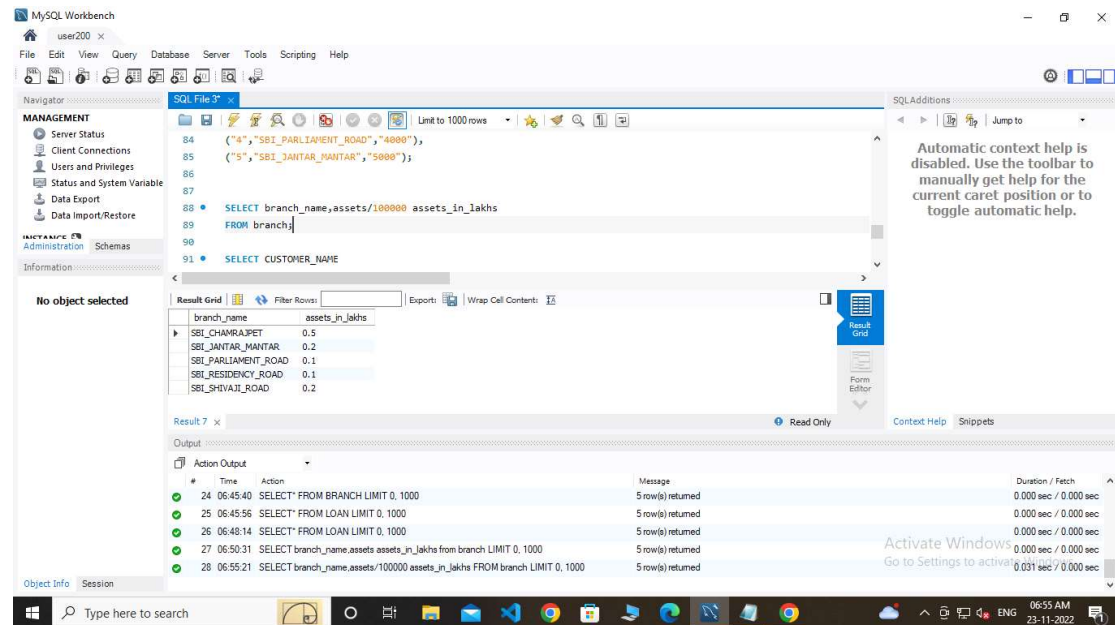 MySQL Workbench
user200
File Edit View Query Database Server Tools Scripting Help
Navigator
MANAGEMENT
Server Status
Client Connections
Users and Privileges
Status and System Variable
Data Export
Data Import/Restore
INSTANCE
Administration Schemas
Information
No object selected
Object Info Session
SQL File 3*
Limit to 1000 rows
84 ("4","SBI_PARLIAMENT_ROAD","4000"),
85 ("5","SBI_JANTAR_MANTAR","5000");
86
87
88 SELECT branch_name,assets/100000 assets_in_lakhs
89 FROM branch;
90
91 SELECT CUSTOMER_NAME
Result Grid Filter Rows: Export: Wrap Cell Content:
branch_name assets_in_lakhs
SBI_CHAMRAJPET 0.5
SBI_JANTAR_MANTAR 0.2
SBI_PARLIAMENT_ROAD 0.1
SBI_RESIDENCY_ROAD 0.1
SBI_SHIVAJI_ROAD 0.2
Result Grid
Form Editor
Result 7
Read Only
SQLAdditions
Jump to
Automatic context help is
disabled. Use the toolbar to
manually get help for the
current caret position or to
toggle automatic help.
Context Help Snippets
Output
Action Output
# Time Action Message Duration / Fetch
24 06:45:40 SELECT* FROM BRANCH LIMIT 0, 1000 5 row(s) returned 0.000 sec / 0.000 sec
25 06:45:56 SELECT* FROM LOAN LIMIT 0, 1000 5 row(s) returned 0.000 sec / 0.000 sec
26 06:48:14 SELECT* FROM LOAN LIMIT 0, 1000 5 row(s) returned 0.000 sec / 0.000 sec
27 06:50:31 SELECT branch_name,assets assets_in_lakhs from branch LIMIT 0, 1000 5 row(s) returned 0.000 sec / 0.000 sec
28 06:55:21 SELECT branch_name,assets/100000 assets_in_lakhs FROM branch LIMIT 0, 1000 5 row(s) returned 0.031 sec / 0.000 sec
Activate Windows
Go to Settings to activate Windows.
Type here to search
ENG
06:55 AM
23-11-2022